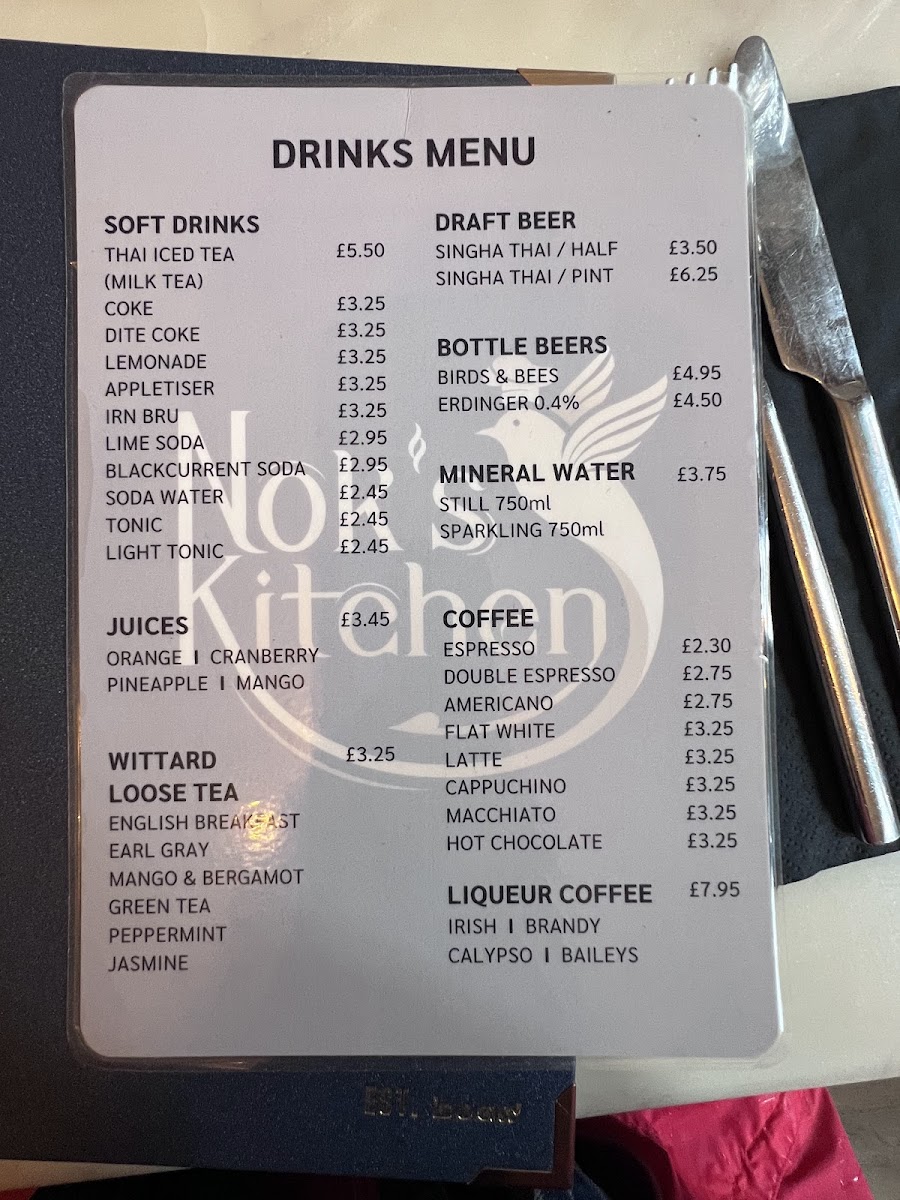 DRINKS MENU
SOFT DRINKS
THAI ICED TEA £5.50
(MILK TEA)
COKE £3.25
DITE COKE £3.25
LEMONADE £3.25
APPLETISER £3.25
IRN BRU £3.25
LIME SODA £2.95
BLACKCURRENT SODA £2.95
SODA WATER £2.45
TONIC £2.45
LIGHT TONIC £2.45
JUICES £3.45
ORANGE I CRANBERRY
PINEAPPLE I MANGO
WITTARD £3.25
LOOSE TEA
ENGLISH BREAKFAST
EARL GRAY
MANGO & BERGAMOT
GREEN TEA
PEPPERMINT
JASMINE
DRAFT BEER
SINGHA THAI / HALF £3.50
SINGHA THAI / PINT £6.25
BOTTLE BEERS
BIRDS & BEES £4.95
ERDINGER 0.4% £4.50
MINERAL WATER £3.75
STILL 750ml
SPARKLING 750ml
COFFEE
ESPRESSO £2.30
DOUBLE ESPRESSO £2.75
AMERICANO £2.75
FLAT WHITE £3.25
LATTE £3.25
CAPPUCHINO £3.25
MACCHIATO £3.25
HOT CHOCOLATE £3.25
LIQUEUR COFFEE £7.95
IRISH I BRANDY
CALYPSO I BAILEYS
Nok's
Kitchen
EST.